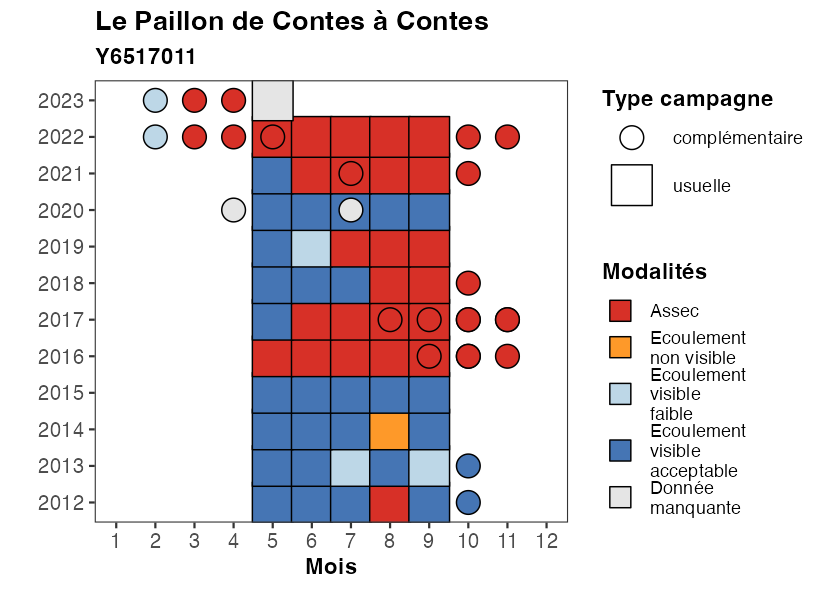 Le Paillon de Contes à Contes
Y6517011
2023
2022
2021
2020
2019
2018
2017
2016
2015
2014
2013
2012
1 2 3 4 5 6 7 8 9 10 11 12
Mois
Type campagne
complémentaire
usuelle
Modalités
Assec
Ecoulement
non visible
Ecoulement
visible
faible
Ecoulement
visible
acceptable
Donnée
manquante